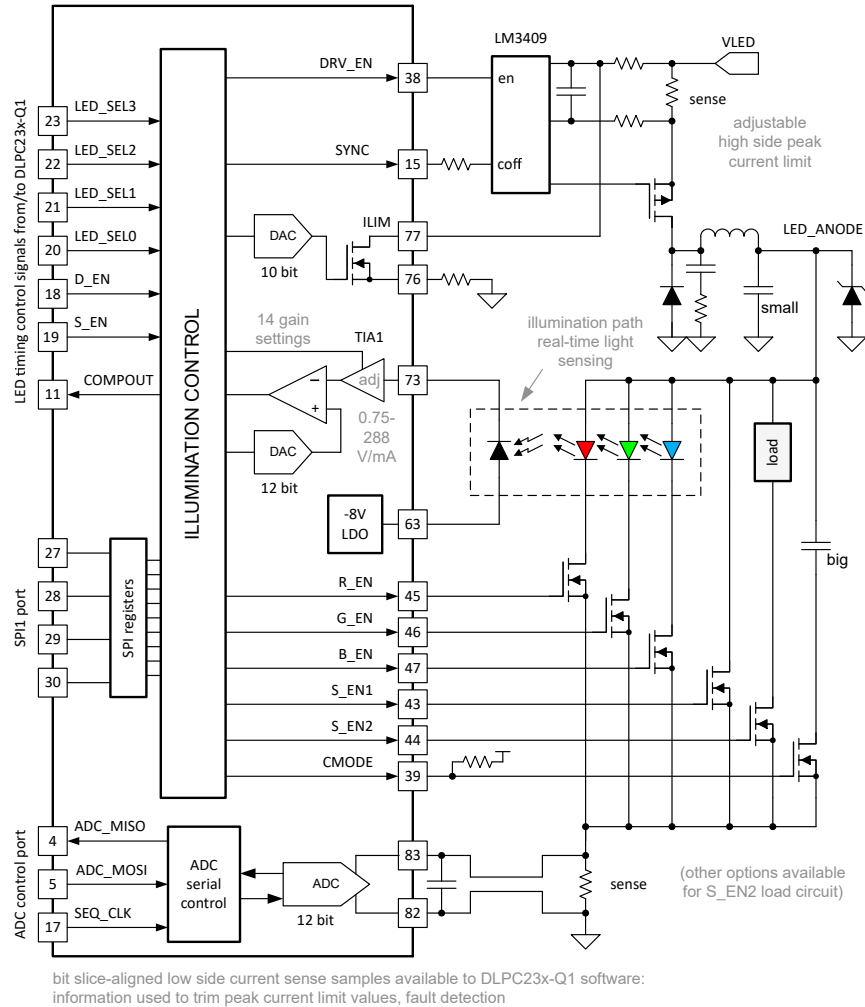 LM3409
VLED
DRV_EN
38
en
23
LED_SEL3
sense
adjustable
high side peak
current limit
22
LED_SEL2
SYNC
15
coff
21
LED_SEL1
ILIM
77
LED_ANODE
DAC
10 bit
20
LED_SEL0
76
18
D_EN
small
19
S_EN
14 gain
settings
TIA1
illumination path
real-time light
sensing
11
COMPOUT
adj
73
–
+
0.75-
288
V/mA
DAC
12 bit
load
LED timing control signals from/to DLPC23x-Q1
ILLUMINATION CONTROL
-8V
LDO
63
big
27
28
29
30
SPI1 port
SPI registers
R_EN
45
G_EN
46
B_EN
47
S_EN1
43
S_EN2
44
CMODE
39
4
ADC_MISO
5
ADC_MOSI
17
SEQ_CLK
ADC control port
ADC
serial
control
ADC
12 bit
83
82
sense
(other options available
for S_EN2 load circuit)
bit slice-aligned low side current sense samples available to DLPC23x-Q1 software:
information used to trim peak current limit values, fault detection